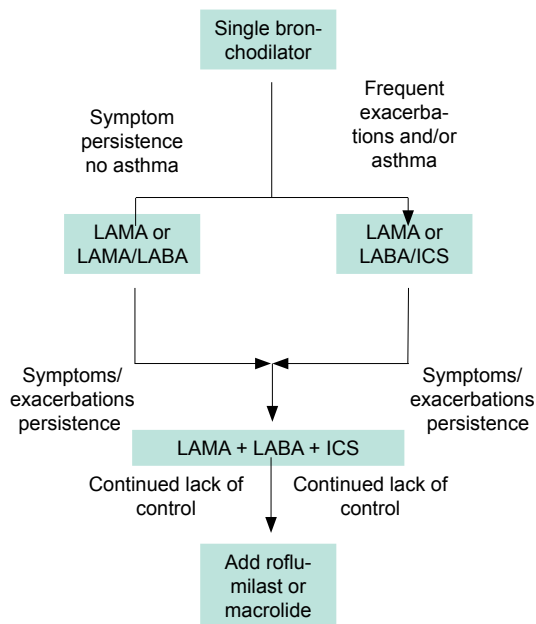 Single bron-
chodilator
Symptom
persistence
no asthma
Frequent
exacerba-
tions and/or
asthma
LAMA or
LAMA/LABA
LAMA or
LABA/ICS
Symptoms/
exacerbations
persistence
Symptoms/
exacerbations
persistence
LAMA + LABA + ICS
Continued lack of
control
Continued lack of
control
Add roflu-
milast or
macrolide